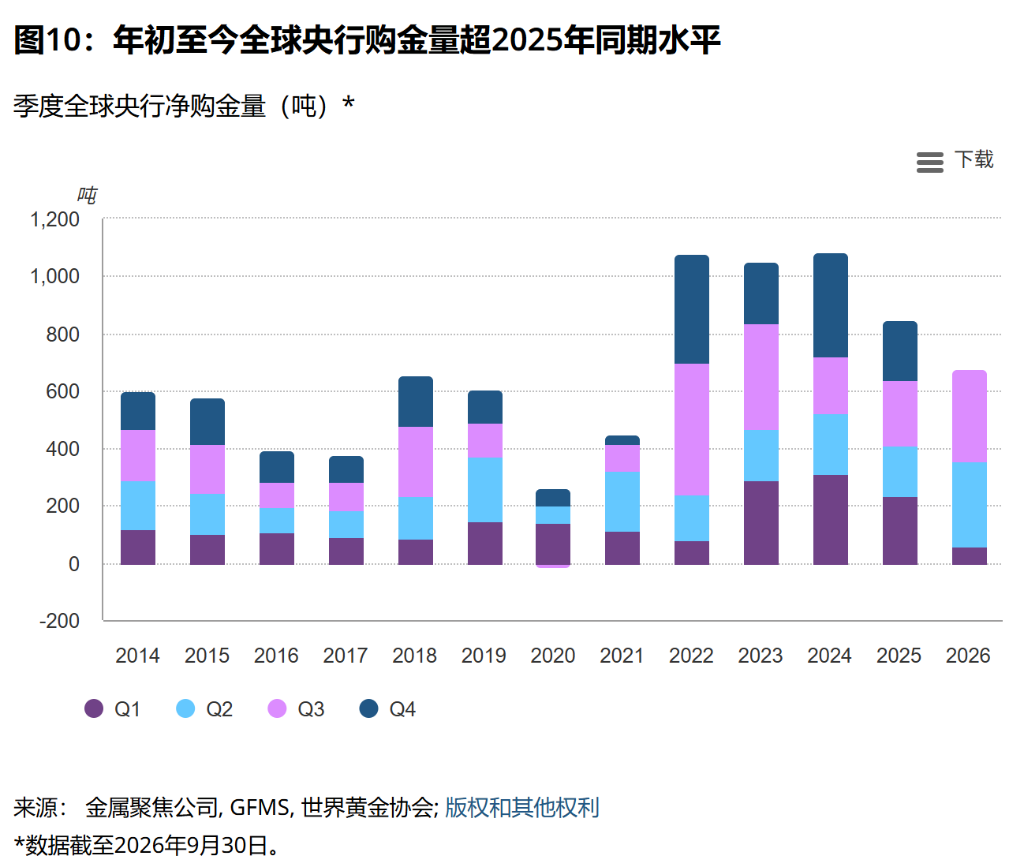 图10：年初至今全球央行购金量超2025年同期水平
季度全球央行净购金量（吨）*
下载
吨
1,200
1,000
800
600
400
200
0
-200
2014 2015 2016 2017 2018 2019 2020 2021 2022 2023 2024 2025 2026
Q1 Q2 Q3 Q4
来源： 金属聚焦公司, GFMS, 世界黄金协会; 版权和其他权利
*数据截至2026年9月30日。